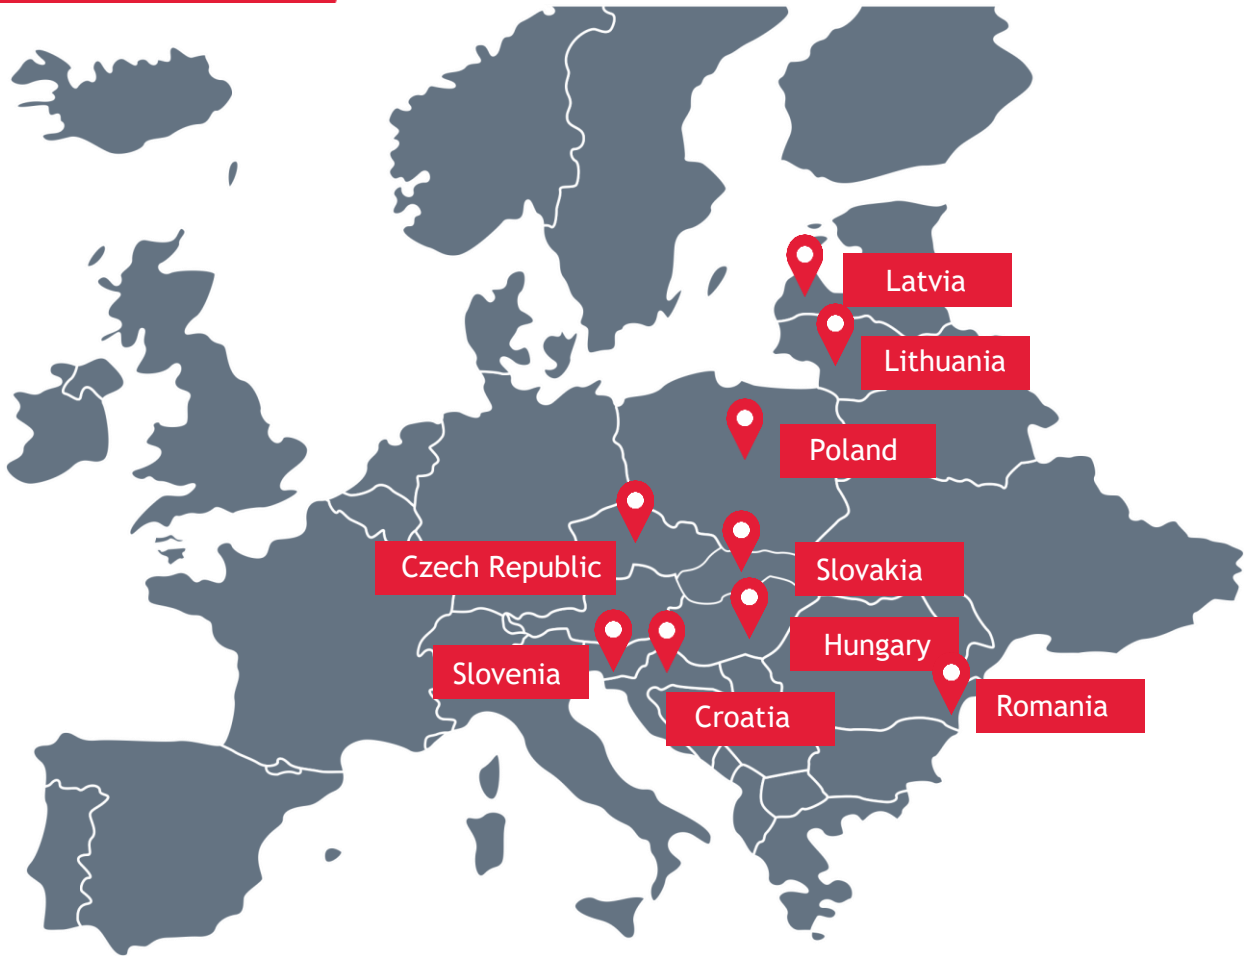 Latvia
Lithuania
Poland
Czech Republic
Slovakia
Hungary
Slovenia
Romania
Croatia